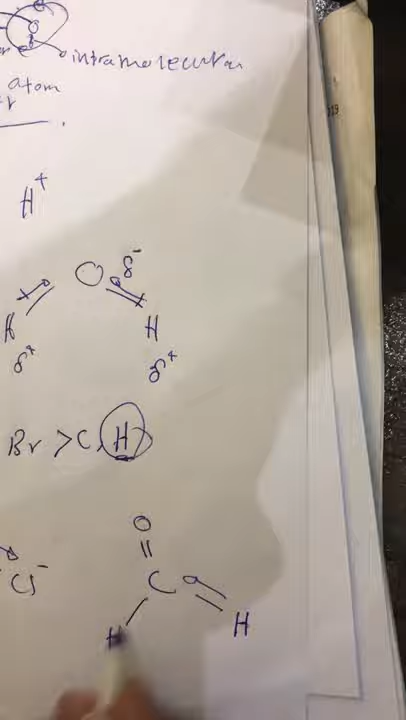 intramolecular
atom
H+
O δ-
H H
δ+ δ+
Br > C, H
O
Cl- C
H H